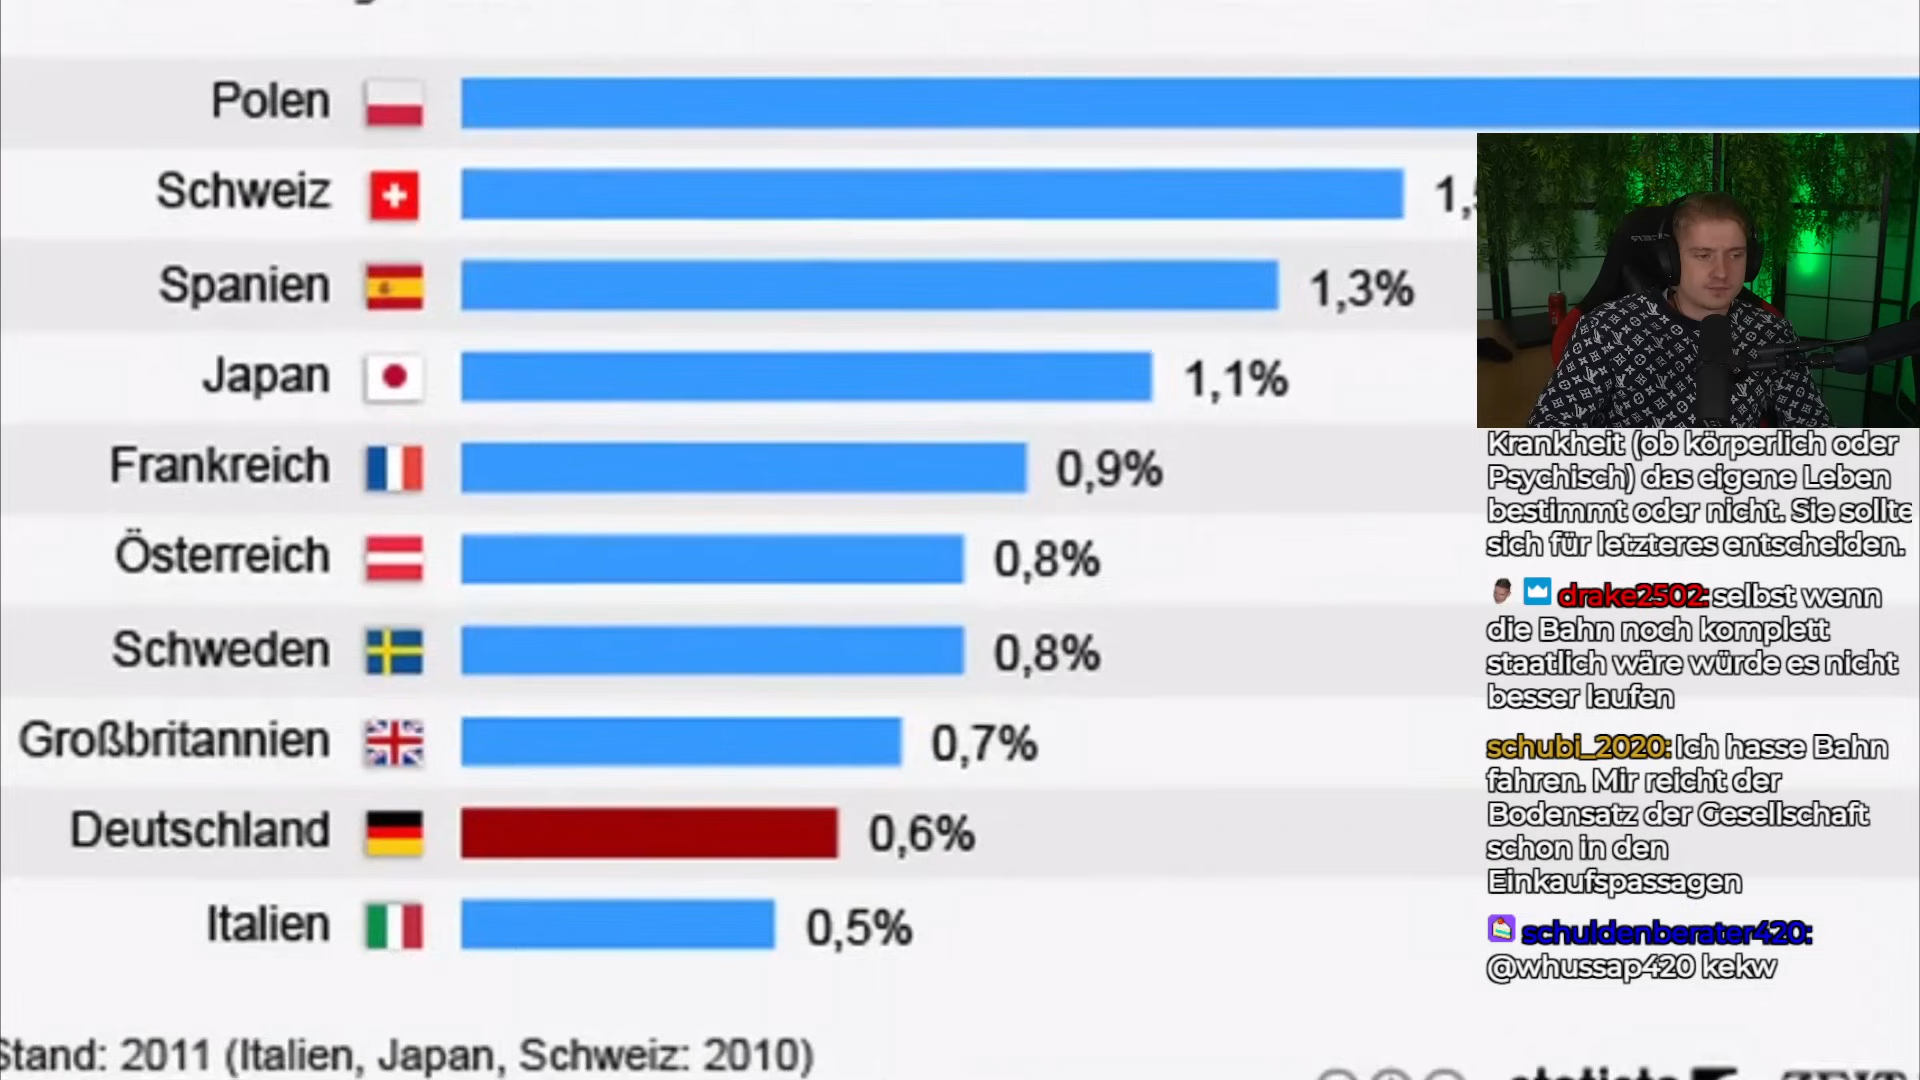 Polen
Schweiz
Spanien 1,3%
Japan 1,1%
Frankreich 0,9%
Österreich 0,8%
Schweden 0,8%
Großbritannien 0,7%
Deutschland 0,6%
Italien 0,5%
Stand: 2011 (Italien, Japan, Schweiz: 2010)
Krankheit (ob körperlich oder
Psychisch) das eigene Leben
bestimmt oder nicht. Sie sollte
sich für letzteres entscheiden.
drake2502: selbst wenn
die Bahn noch komplett
staatlich wäre würde es nicht
besser laufen
schubi_2020: Ich hasse Bahn
fahren. Mir reicht der
Bodensatz der Gesellschaft
schon in den
Einkaufspassagen
schuldenberater420:
@whussap420 kekw